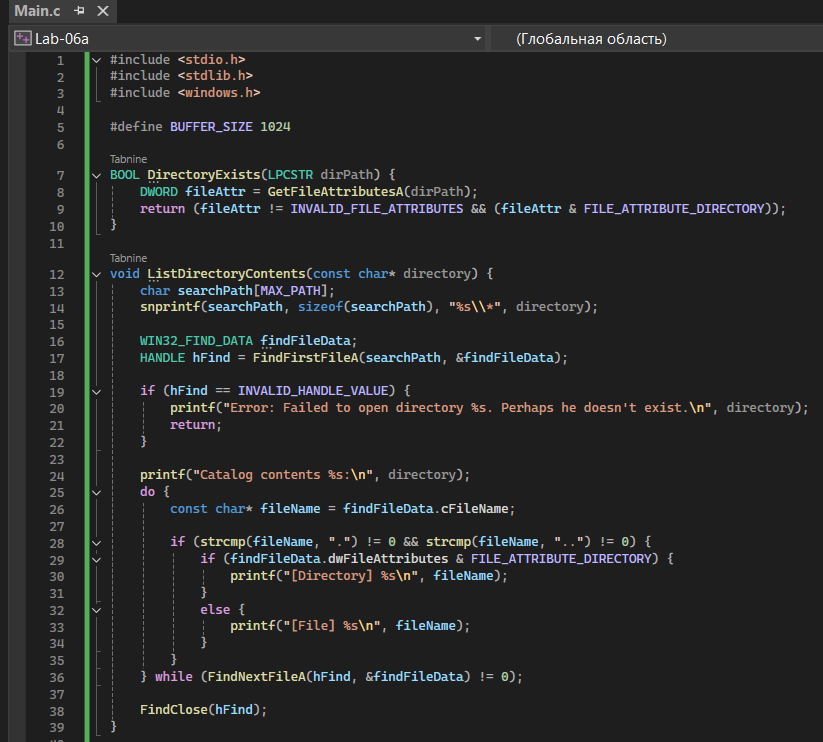 Main.c
Lab-06a (Глобальная область)
1 #include <stdio.h>
2 #include <stdlib.h>
3 #include <windows.h>
4
5 #define BUFFER_SIZE 1024
6
Tabnine
7 BOOL DirectoryExists(LPCSTR dirPath) {
8 DWORD fileAttr = GetFileAttributesA(dirPath);
9 return (fileAttr != INVALID_FILE_ATTRIBUTES && (fileAttr & FILE_ATTRIBUTE_DIRECTORY));
10 }
11
Tabnine
12 void ListDirectoryContents(const char* directory) {
13 char searchPath[MAX_PATH];
14 snprintf(searchPath, sizeof(searchPath), "%s\\*", directory);
15
16 WIN32_FIND_DATA findFileData;
17 HANDLE hFind = FindFirstFileA(searchPath, &findFileData);
18
19 if (hFind == INVALID_HANDLE_VALUE) {
20 printf("Error: Failed to open directory %s. Perhaps he doesn't exist.\n", directory);
21 return;
22 }
23
24 printf("Catalog contents %s:\n", directory);
25 do {
26 const char* fileName = findFileData.cFileName;
27
28 if (strcmp(fileName, ".") != 0 && strcmp(fileName, "..") != 0) {
29 if (findFileData.dwFileAttributes & FILE_ATTRIBUTE_DIRECTORY) {
30 printf("[Directory] %s\n", fileName);
31 }
32 else {
33 printf("[File] %s\n", fileName);
34 }
35 }
36 } while (FindNextFileA(hFind, &findFileData) != 0);
37
38 FindClose(hFind);
39 }